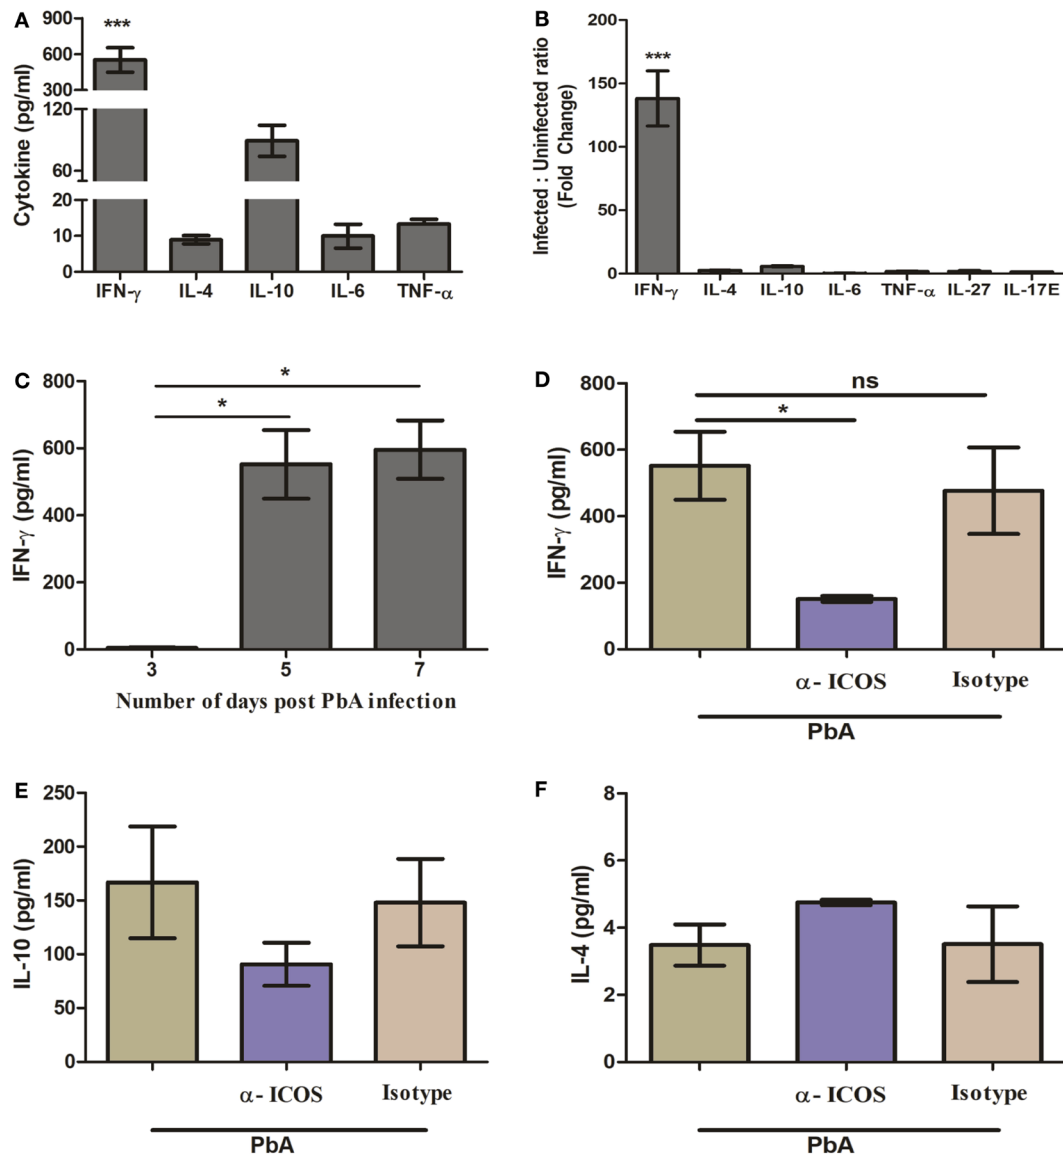 A
***
Cytokine (pg/ml)
600
300
120
60
20
10
0
IFN-γ IL-4 IL-10 IL-6 TNF-α
B
***
Infected : Uninfected ratio
(Fold Change)
200
150
100
50
0
IFN-γ IL-4 IL-10 IL-6 TNF-α IL-27 IL-17E
C
*
*
IFN-γ (pg/ml)
800
600
400
200
0
3 5 7
Number of days post PbA infection
D
ns
*
IFN-γ (pg/ml)
800
600
400
200
0
α- ICOS Isotype
PbA
E
IL-10 (pg/ml)
250
200
150
100
50
0
α- ICOS Isotype
PbA
F
IL-4 (pg/ml)
8
6
4
2
0
α- ICOS Isotype
PbA